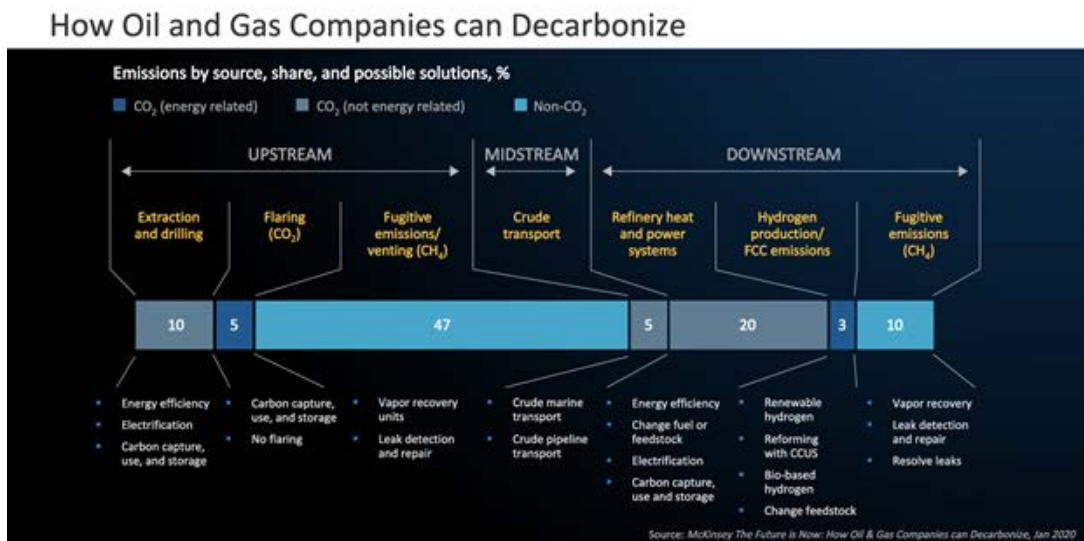 How Oil and Gas Companies can Decarbonize
Emissions by source, share, and possible solutions, %
CO₂ (energy related)
CO₂ (not energy related)
Non-CO₂
UPSTREAM
MIDSTREAM
DOWNSTREAM
Extraction
and drilling
Flaring
(CO₂)
Fugitive
emissions/
venting (CH₄)
Crude
transport
Refinery heat
and power
systems
Hydrogen
production/
FCC emissions
Fugitive
emissions
(CH₄)
10
5
47
5
20
3
10
• Energy efficiency
• Electrification
• Carbon capture,
use, and storage
• Carbon capture,
use, and storage
• No flaring
• Vapor recovery
units
• Leak detection
and repair
• Crude marine
transport
• Crude pipeline
transport
• Energy efficiency
• Change fuel or
feedstock
• Electrification
• Carbon capture,
use and storage
• Renewable
hydrogen
• Reforming
with CCUS
• Bio-based
hydrogen
• Change feedstock
• Vapor recovery
• Leak detection
and repair
• Resolve leaks
Source: McKinsey The Future is Now: How Oil & Gas Companies can Decarbonize, Jan 2020